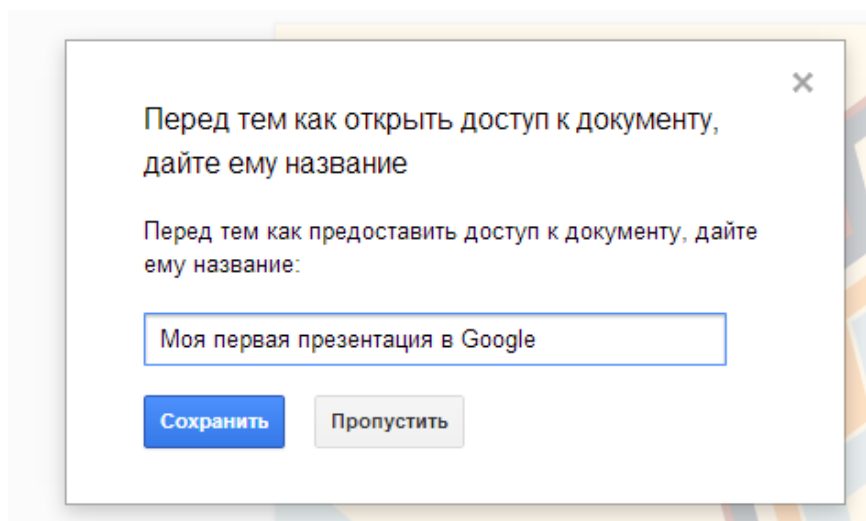 Перед тем как открыть доступ к документу,
дайте ему название
Перед тем как предоставить доступ к документу, дайте
ему название:
Моя первая презентация в Google
Сохранить Пропустить